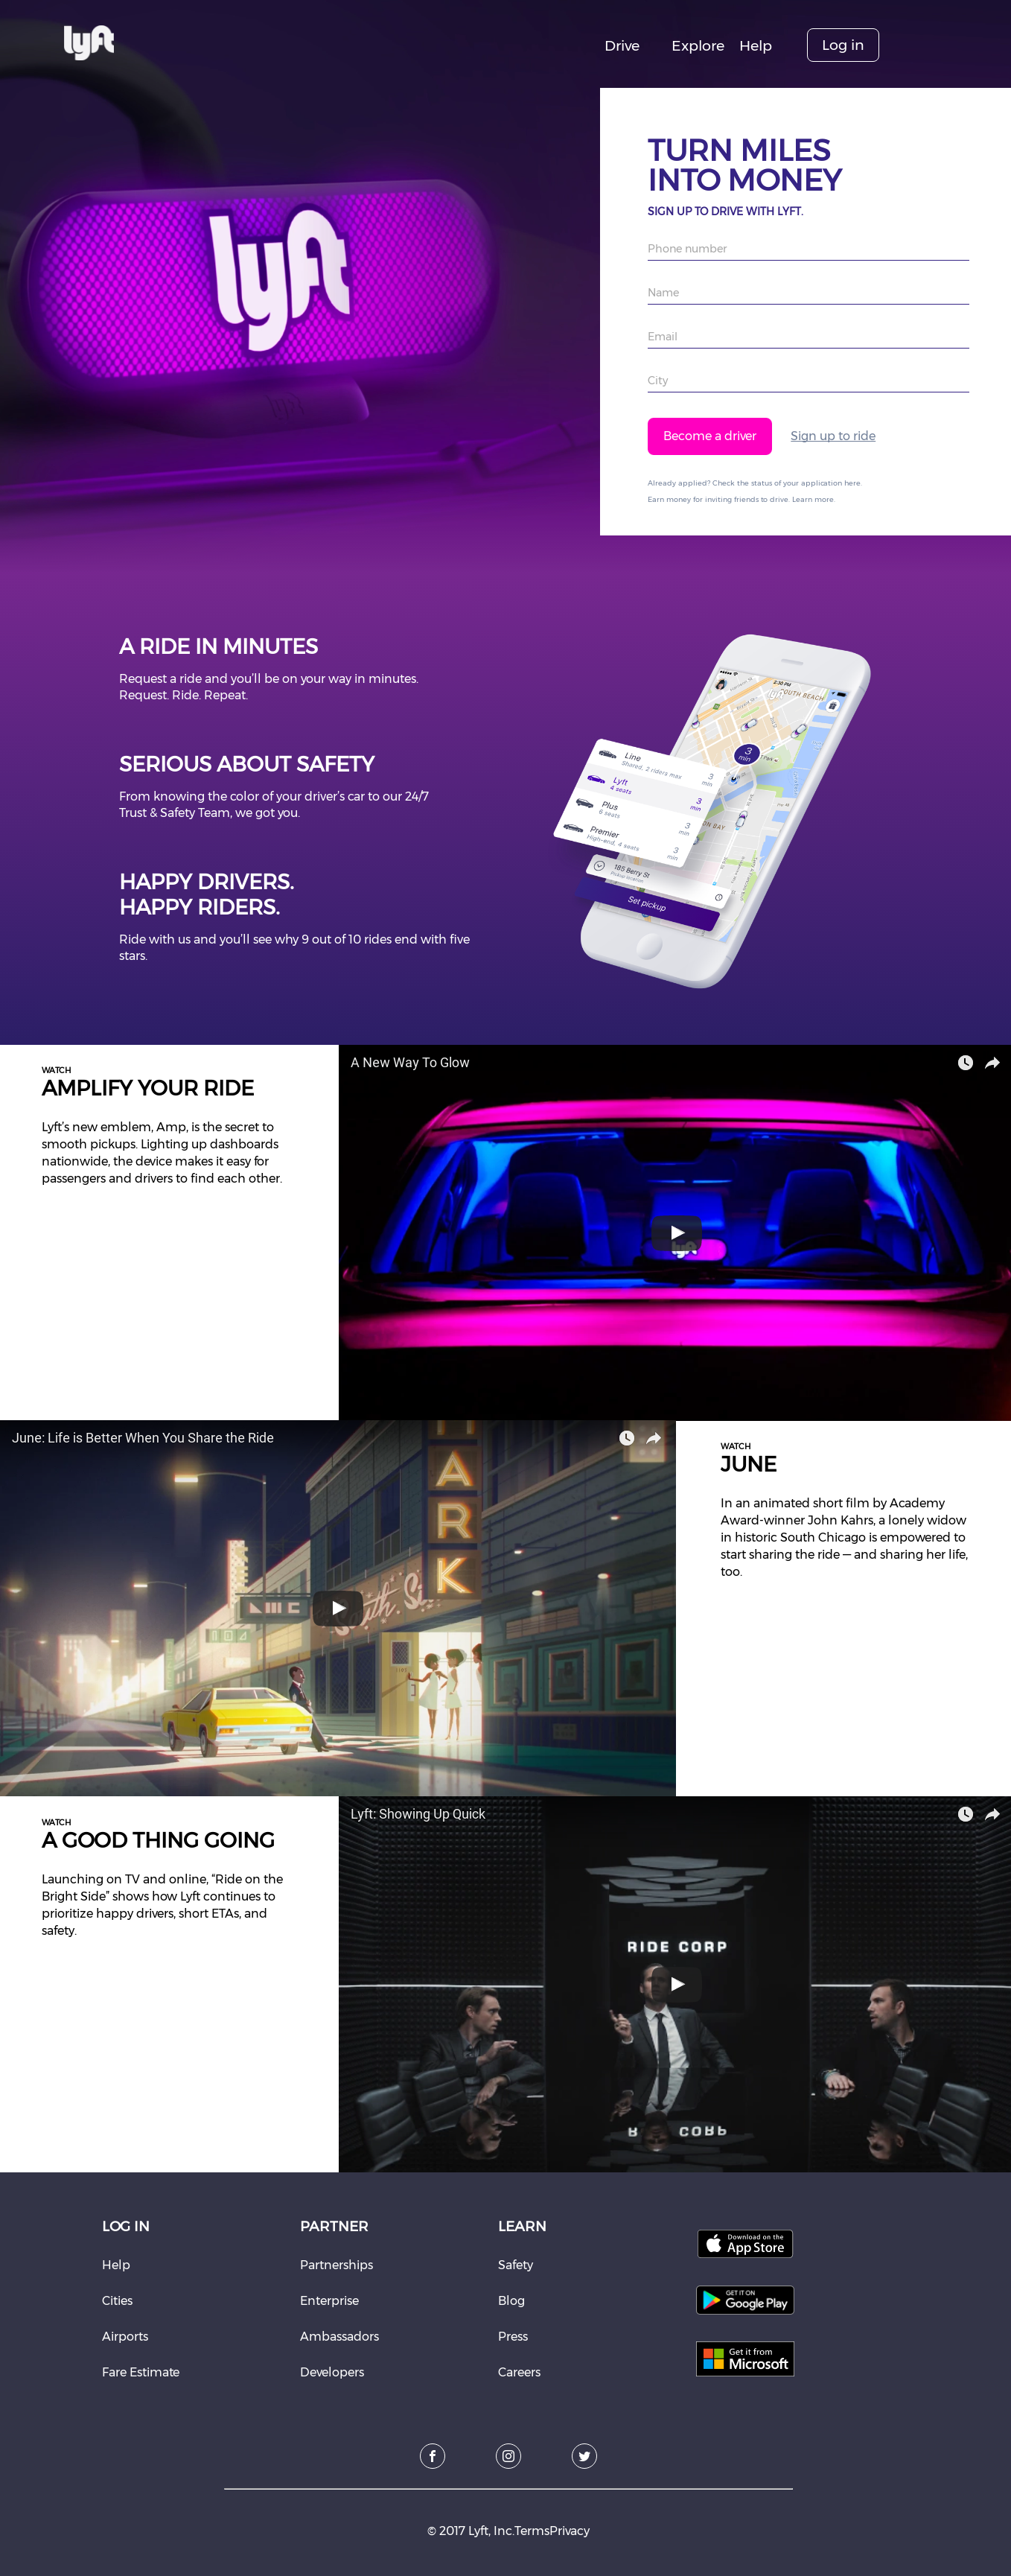 lyft
Drive
Explore
Help
Log in
lyft
TURN MILES
INTO MONEY
SIGN UP TO DRIVE WITH LYFT.
Phone number
Name
Email
City
Become a driver
Sign up to ride
Already applied? Check the status of your application here.
Earn money for inviting friends to drive. Learn more.
A RIDE IN MINUTES
Request a ride and you'll be on your way in minutes.
Request. Ride. Repeat.
SERIOUS ABOUT SAFETY
From knowing the color of your driver's car to our 24/7
Trust & Safety Team, we got you.
HAPPY DRIVERS.
HAPPY RIDERS.
Ride with us and you'll see why 9 out of 10 rides end with five
stars.
2:30 PM
lyft
SOUTH BEACH
3
min
Line
Shared, 2 riders max
3
min
Lyft
4 seats
3
min
Plus
6 seats
3
min
Premier
High-end, 4 seats
3
min
185 Berry St
Pickup location
Set pickup
WATCH
AMPLIFY YOUR RIDE
Lyft's new emblem, Amp, is the secret to
smooth pickups. Lighting up dashboards
nationwide, the device makes it easy for
passengers and drivers to find each other.
A New Way To Glow
lyft
June: Life is Better When You Share the Ride
ARK
South
WATCH
JUNE
In an animated short film by Academy
Award-winner John Kahrs, a lonely widow
in historic South Chicago is empowered to
start sharing the ride — and sharing her life,
too.
WATCH
A GOOD THING GOING
Launching on TV and online, “Ride on the
Bright Side” shows how Lyft continues to
prioritize happy drivers, short ETAs, and
safety.
Lyft: Showing Up Quick
RIDE CORP
LOG IN
Help
Cities
Airports
Fare Estimate
PARTNER
Partnerships
Enterprise
Ambassadors
Developers
LEARN
Safety
Blog
Press
Careers
Download on the
App Store
GET IT ON
Google Play
Get it from
Microsoft
© 2017 Lyft, Inc.TermsPrivacy